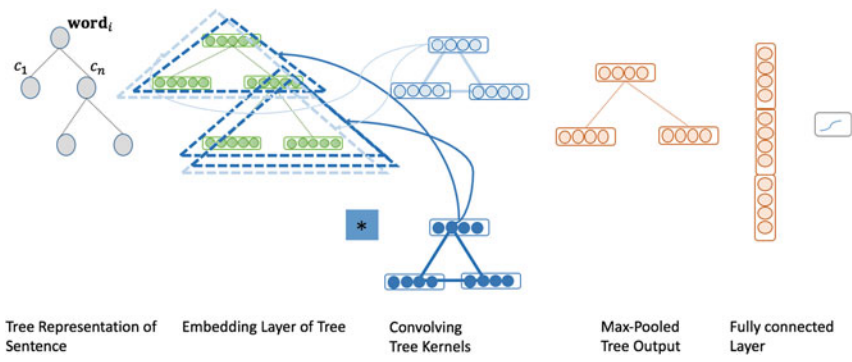 word_i
c_1
c_n
*
Tree Representation of
Sentence
Embedding Layer of Tree
Convolving
Tree Kernels
Max-Pooled
Tree Output
Fully connected
Layer